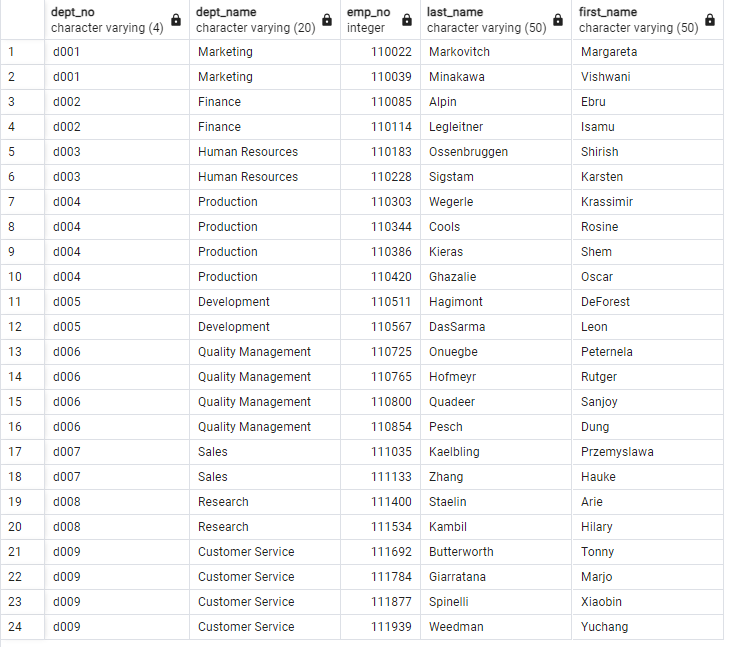 dept_no dept_name emp_no last_name first_name
character varying (4) character varying (20) integer character varying (50) character varying (50)
1 d001 Marketing 110022 Markovitch Margareta
2 d001 Marketing 110039 Minakawa Vishwani
3 d002 Finance 110085 Alpin Ebru
4 d002 Finance 110114 Legleitner Isamu
5 d003 Human Resources 110183 Ossenbruggen Shirish
6 d003 Human Resources 110228 Sigstam Karsten
7 d004 Production 110303 Wegerle Krassimir
8 d004 Production 110344 Cools Rosine
9 d004 Production 110386 Kieras Shem
10 d004 Production 110420 Ghazalie Oscar
11 d005 Development 110511 Hagimont DeForest
12 d005 Development 110567 DasSarma Leon
13 d006 Quality Management 110725 Onuegbe Peternela
14 d006 Quality Management 110765 Hofmeyr Rutger
15 d006 Quality Management 110800 Quadeer Sanjoy
16 d006 Quality Management 110854 Pesch Dung
17 d007 Sales 111035 Kaelbling Przemyslawa
18 d007 Sales 111133 Zhang Hauke
19 d008 Research 111400 Staelin Arie
20 d008 Research 111534 Kambil Hilary
21 d009 Customer Service 111692 Butterworth Tonny
22 d009 Customer Service 111784 Giarratana Marjo
23 d009 Customer Service 111877 Spinelli Xiaobin
24 d009 Customer Service 111939 Weedman Yuchang